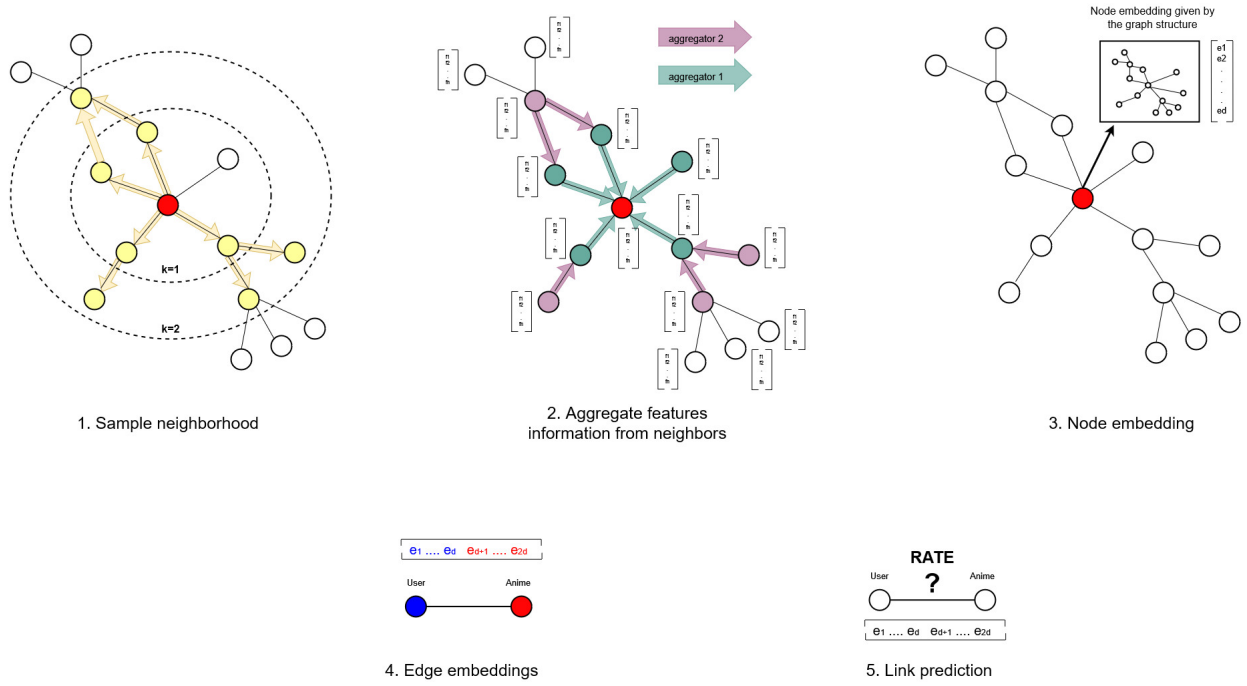 k=1
k=2
1. Sample neighborhood
aggregator 2
aggregator 1
2. Aggregate features
information from neighbors
Node embedding given by
the graph structure
e1
e2
.
.
.
.
ed
3. Node embedding
e1 .... ed ed+1 .... e2d
User Anime
4. Edge embeddings
RATE
User ? Anime
e1 .... ed ed+1 .... e2d
5. Link prediction